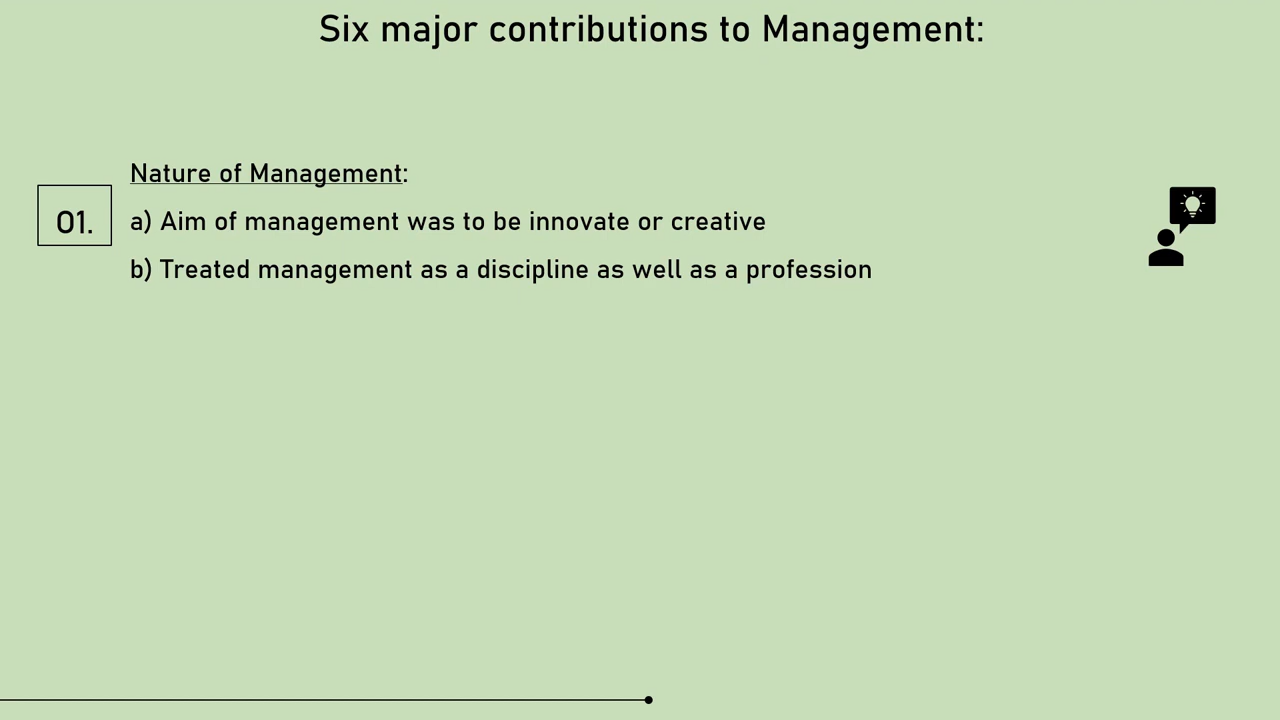 Six major contributions to Management:
Nature of Management:
01.
a) Aim of management was to be innovate or creative
b) Treated management as a discipline as well as a profession